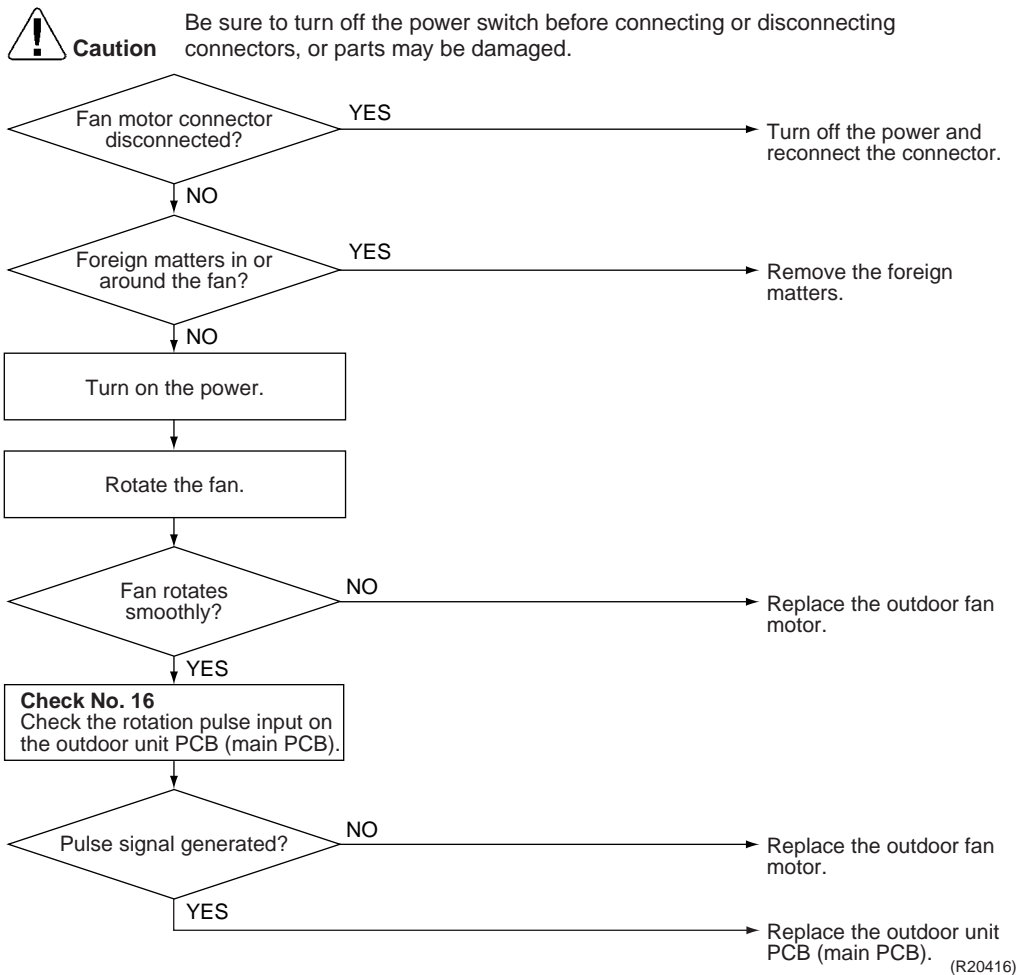 Be sure to turn off the power switch before connecting or disconnecting
Caution connectors, or parts may be damaged.
Fan motor connector
disconnected?
YES
Turn off the power and
reconnect the connector.
NO
Foreign matters in or
around the fan?
YES
Remove the foreign
matters.
NO
Turn on the power.
Rotate the fan.
Fan rotates
smoothly?
NO
Replace the outdoor fan
motor.
YES
Check No. 16
Check the rotation pulse input on
the outdoor unit PCB (main PCB).
Pulse signal generated?
NO
Replace the outdoor fan
motor.
YES
Replace the outdoor unit
PCB (main PCB).
(R20416)